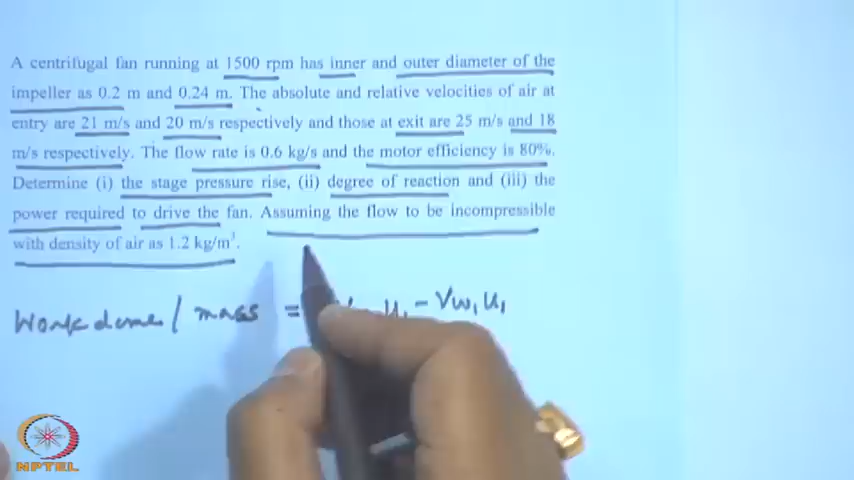 A centrifugal fan running at 1500 rpm has inner and outer diameter of the
impeller as 0.2 m and 0.24 m. The absolute and relative velocities of air at
entry are 21 m/s and 20 m/s respectively and those at exit are 25 m/s and 18
m/s respectively. The flow rate is 0.6 kg/s and the motor efficiency is 80%.
Determine (i) the stage pressure rise, (ii) degree of reaction and (iii) the
power required to drive the fan. Assuming the flow to be incompressible
with density of air as 1.2 kg/m³.
Workdone / mass = - Vw₁ U₁
NPTEL